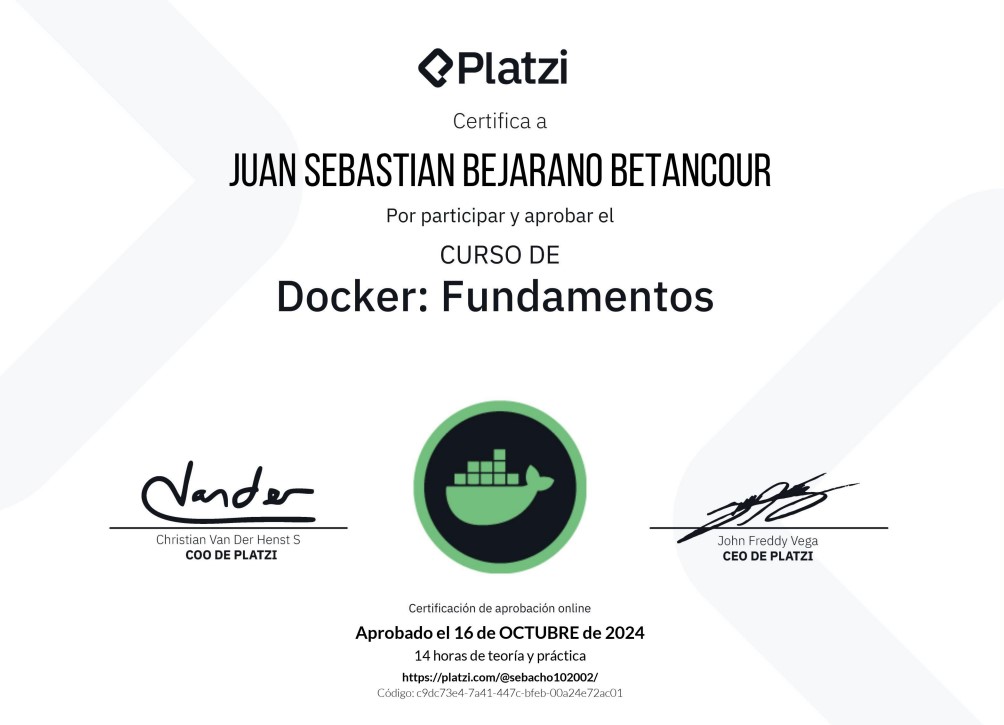 Platzi
Certifica a
JUAN SEBASTIAN BEJARANO BETANCOUR
Por participar y aprobar el
CURSO DE
Docker: Fundamentos
Vander
Christian Van Der Henst S
COO DE PLATZI
John Freddy Vega
CEO DE PLATZI
Certificación de aprobación online
Aprobado el 16 de OCTUBRE de 2024
14 horas de teoría y práctica
https://platzi.com/@sebacho102002/
Código: c9dc73e4-7a41-447c-bfeb-00a24e72ac01